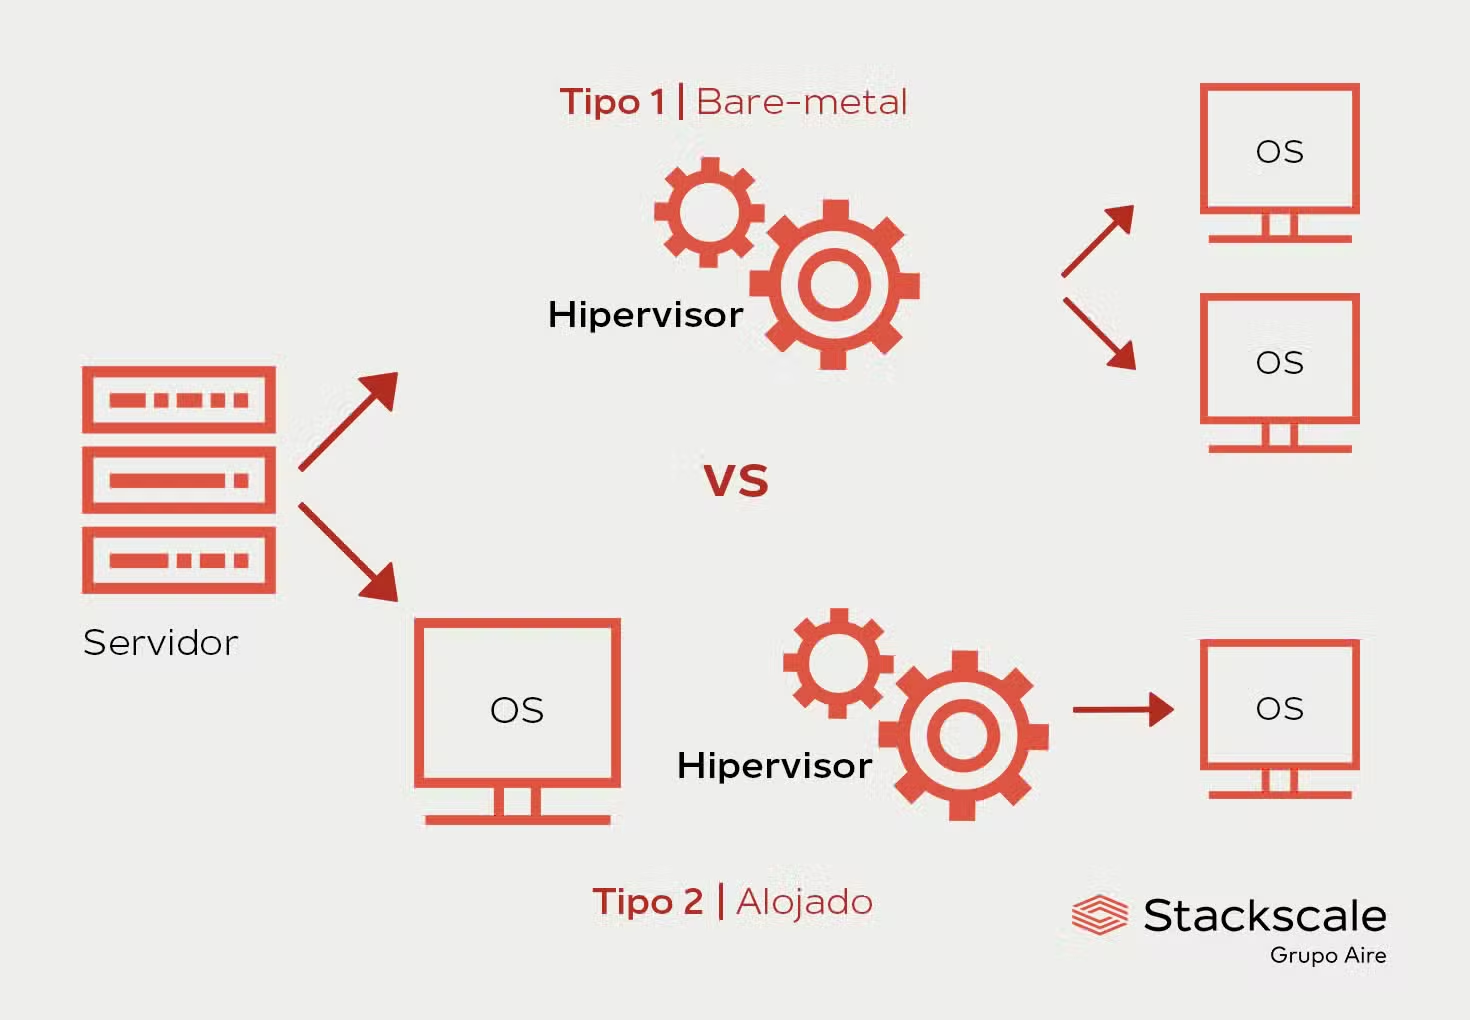 Tipo 1 | Bare-metal
OS
Hipervisor
OS
vs
Servidor
OS
Hipervisor
OS
Tipo 2 | Alojado
Stackscale
Grupo Aire